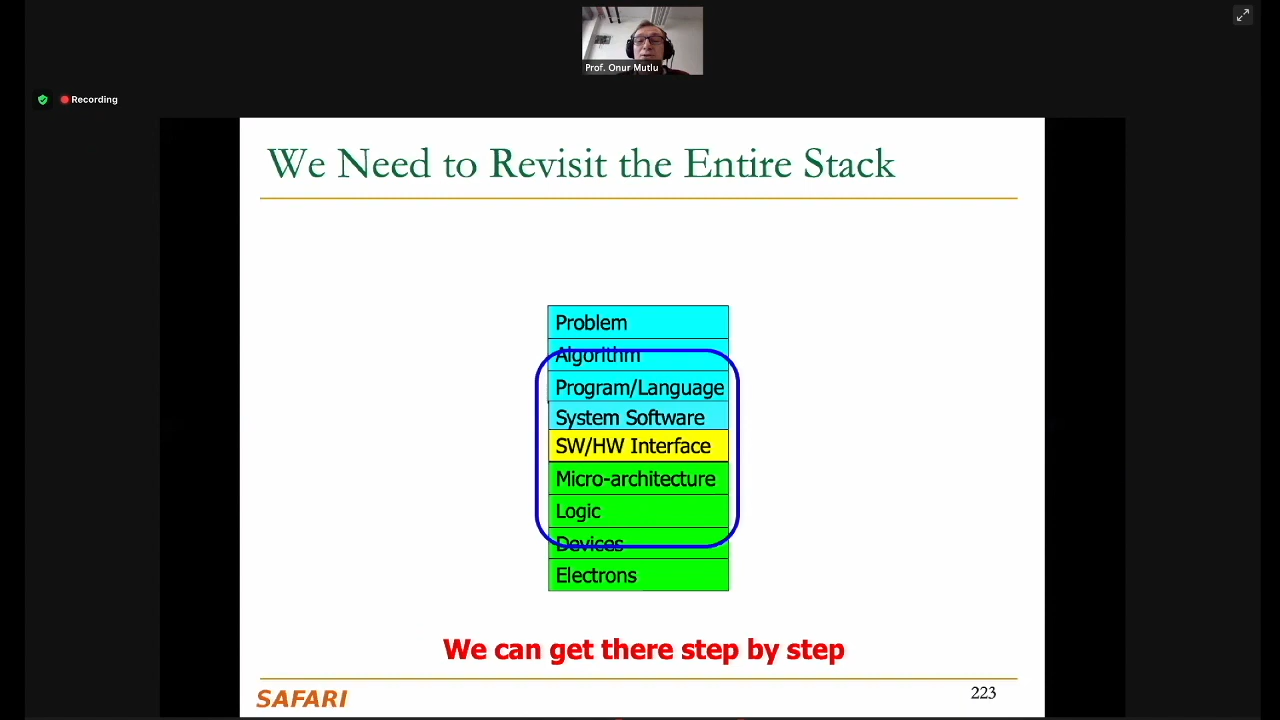 Prof. Onur Mutlu
Recording
We Need to Revisit the Entire Stack
Problem
Algorithm
Program/Language
System Software
SW/HW Interface
Micro-architecture
Logic
Devices
Electrons
We can get there step by step
SAFARI
223